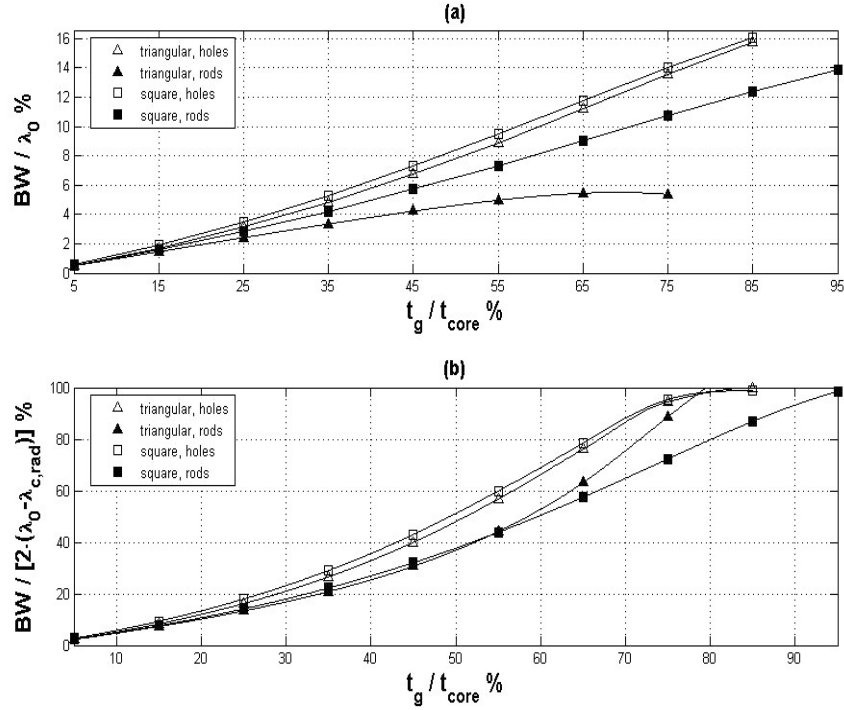 (a)
16
14
12
10
8
6
4
2
0
BW / λ0 %
triangular, holes
triangular, rods
square, holes
square, rods
5 15 25 35 45 55 65 75 85 95
tg / tcore %
(b)
100
80
60
40
20
0
BW / [2·(λ0-λc,rad)] %
triangular, holes
triangular, rods
square, holes
square, rods
10 20 30 40 50 60 70 80 90
tg / tcore %